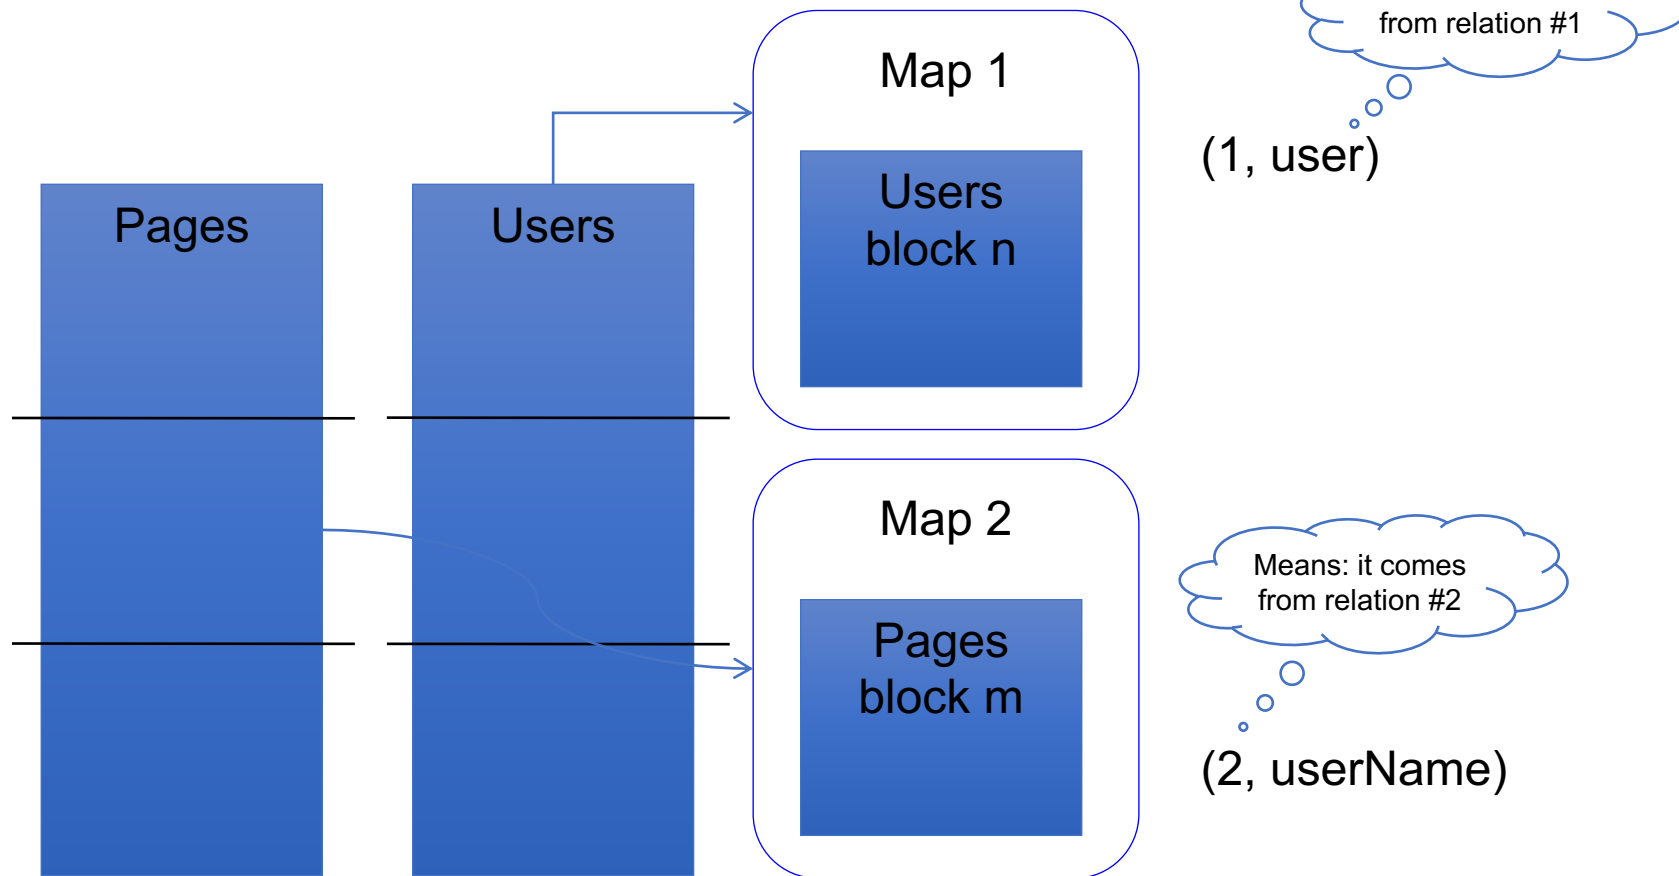 from relation #1
Map 1
(1, user)
Users
block n
Pages
Users
Map 2
Means: it comes
from relation #2
Pages
block m
(2, userName)